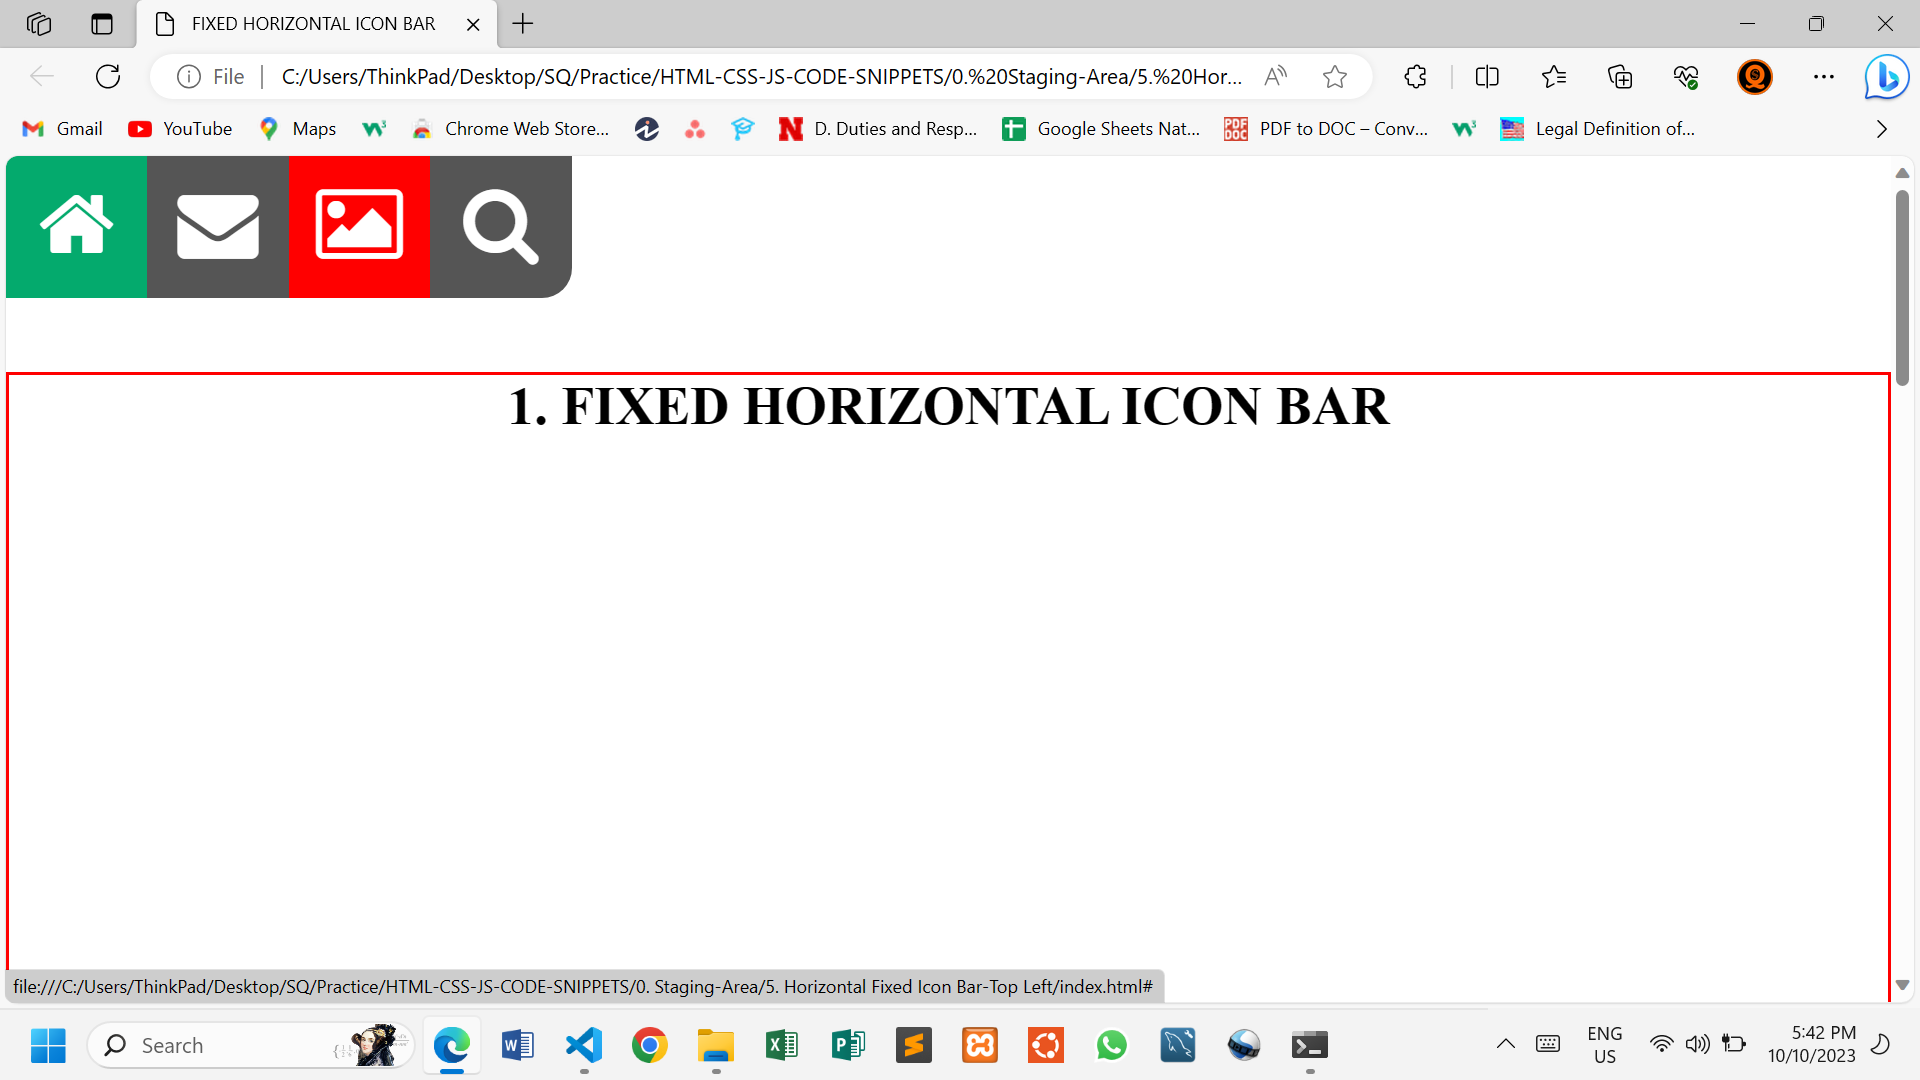 FIXED HORIZONTAL ICON BAR
File
C:/Users/ThinkPad/Desktop/SQ/Practice/HTML-CSS-JS-CODE-SNIPPETS/0.%20Staging-Area/5.%20Hor...
Gmail
YouTube
Maps
Chrome Web Store...
D. Duties and Resp...
Google Sheets Nat...
PDF to DOC – Conv...
Legal Definition of...
1. FIXED HORIZONTAL ICON BAR
file:///C:/Users/ThinkPad/Desktop/SQ/Practice/HTML-CSS-JS-CODE-SNIPPETS/0. Staging-Area/5. Horizontal Fixed Icon Bar-Top Left/index.html#
Search
ENG
US
5:42 PM
10/10/2023